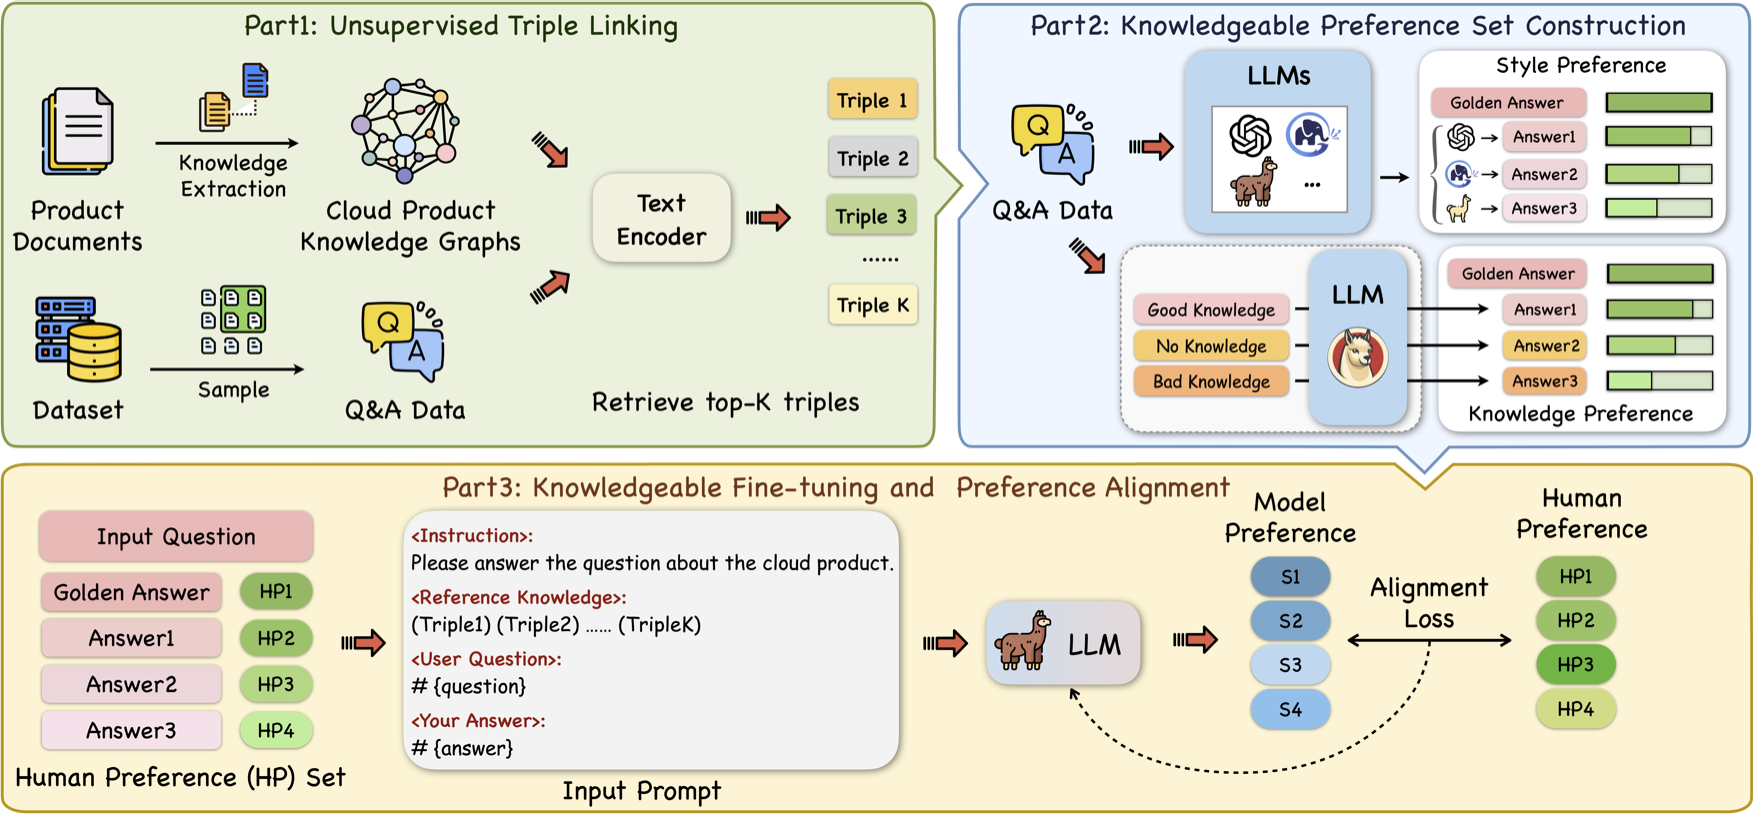 Part1: Unsupervised Triple Linking
Product
Documents
Knowledge
Extraction
Cloud Product
Knowledge Graphs
Dataset
Sample
Q
A
Q&A Data
Text
Encoder
Retrieve top-K triples
Triple 1
Triple 2
Triple 3
......
Triple K
Part2: Knowledgeable Preference Set Construction
Q
A
Q&A Data
LLMs
...
Style Preference
Golden Answer
Answer1
Answer2
Answer3
Good Knowledge
No Knowledge
Bad Knowledge
LLM
Golden Answer
Answer1
Answer2
Answer3
Knowledge Preference
Part3: Knowledgeable Fine-tuning and Preference Alignment
Input Question
Golden Answer HP1
Answer1 HP2
Answer2 HP3
Answer3 HP4
Human Preference (HP) Set
<Instruction>:
Please answer the question about the cloud product.
<Reference Knowledge>:
(Triple1) (Triple2) ...... (TripleK)
<User Question>:
# {question}
<Your Answer>:
# {answer}
Input Prompt
LLM
Model
Preference
S1
S2
S3
S4
Alignment
Loss
Human
Preference
HP1
HP2
HP3
HP4